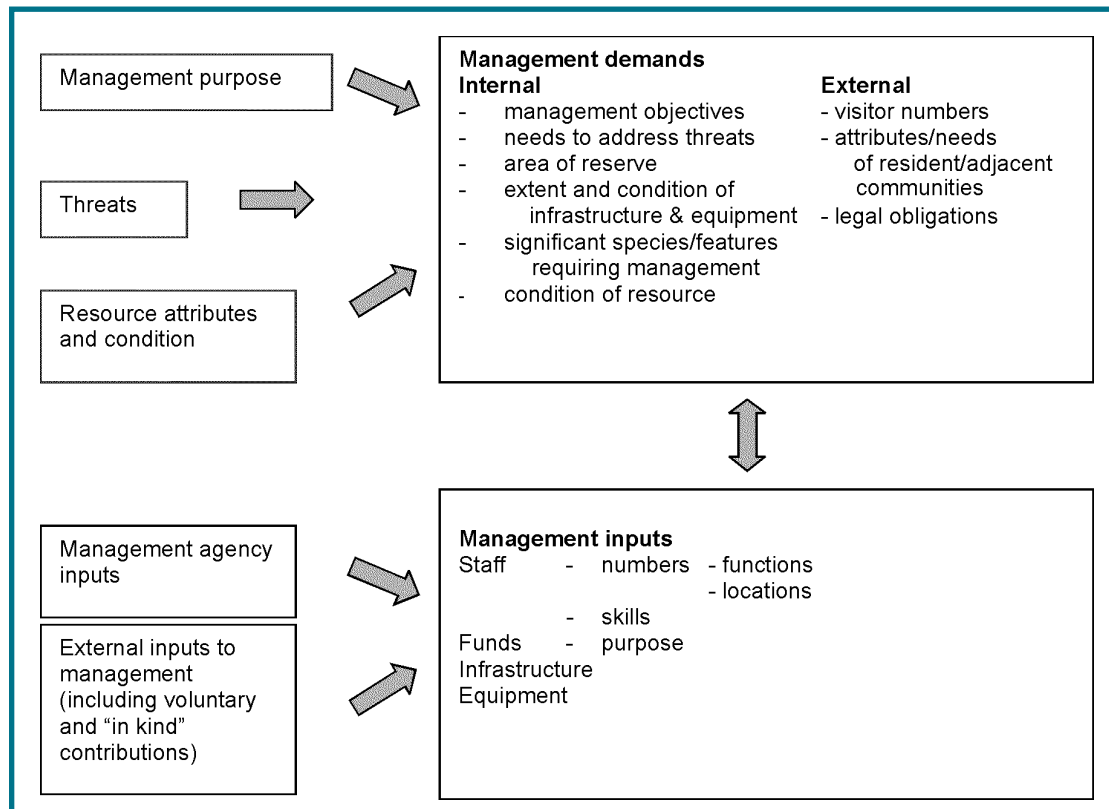 Management purpose
Threats
Resource attributes
and condition
Management demands
Internal
- management objectives
- needs to address threats
- area of reserve
- extent and condition of
infrastructure & equipment
- significant species/features
requiring management
- condition of resource
External
- visitor numbers
- attributes/needs
of resident/adjacent
communities
- legal obligations
Management agency
inputs
External inputs to
management
(including voluntary
and “in kind”
contributions)
Management inputs
Staff - numbers - functions
- locations
- skills
Funds - purpose
Infrastructure
Equipment